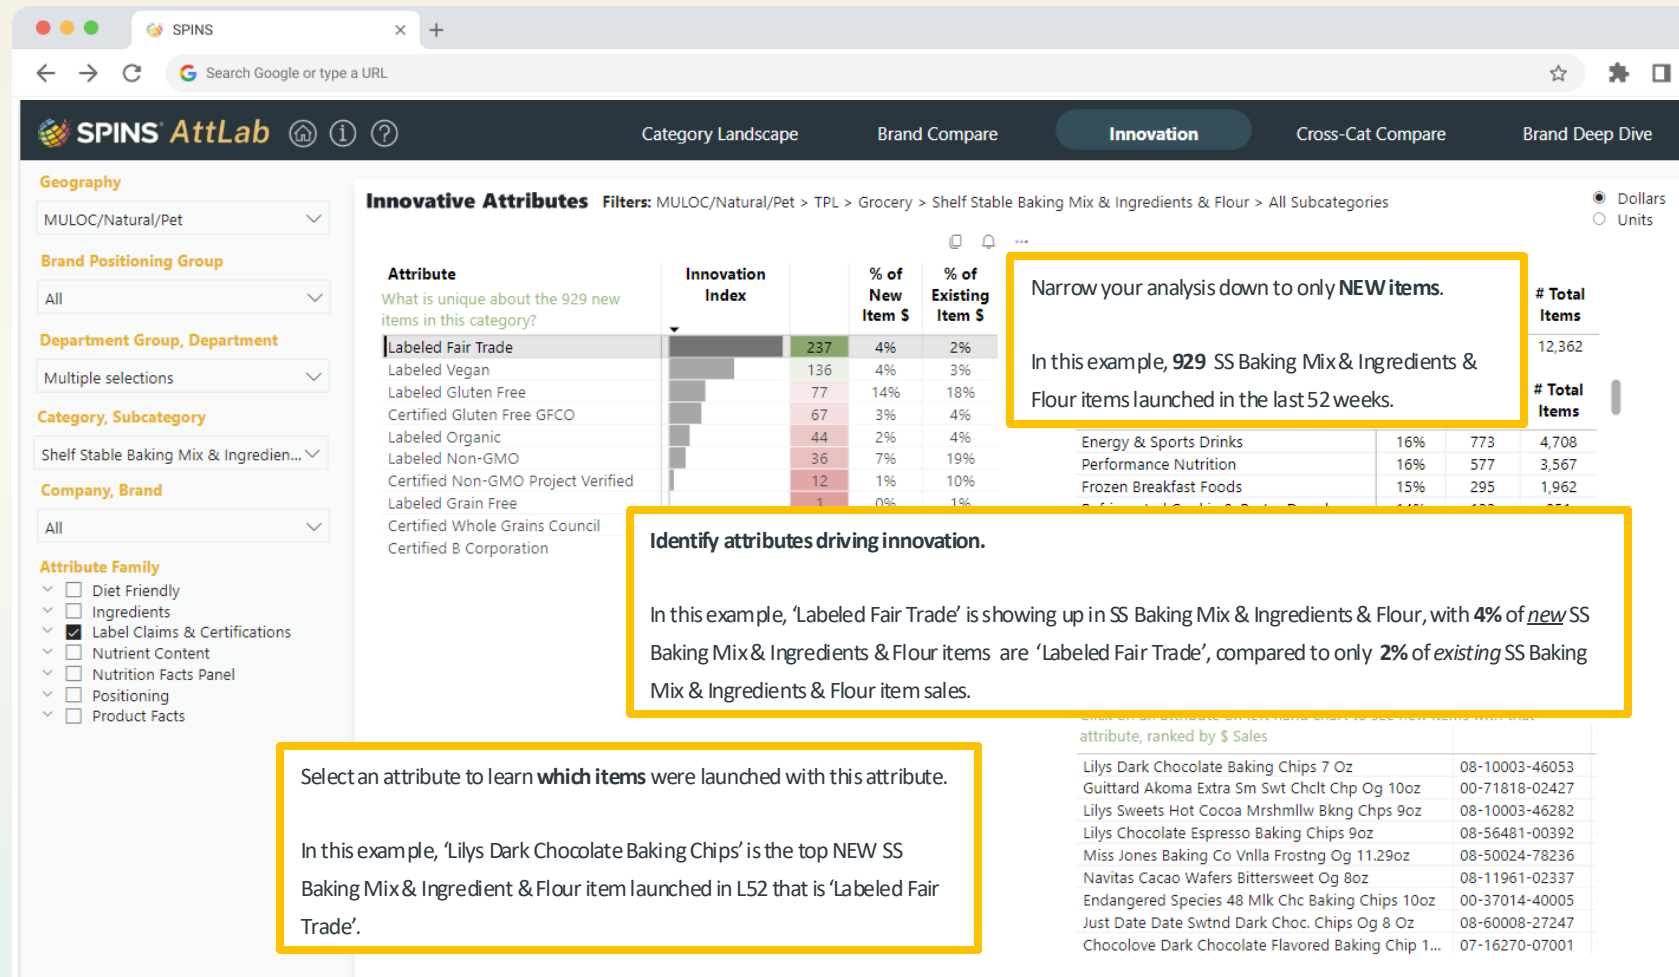 SPINS
Search Google or type a URL
SPINS AttLab
Category Landscape
Brand Compare
Innovation
Cross-Cat Compare
Brand Deep Dive
Geography
MULOC/Natural/Pet
Brand Positioning Group
All
Department Group, Department
Multiple selections
Category, Subcategory
Shelf Stable Baking Mix & Ingredien...
Company, Brand
All
Attribute Family
Diet Friendly
Ingredients
Label Claims & Certifications
Nutrient Content
Nutrition Facts Panel
Positioning
Product Facts
Innovative Attributes Filters: MULOC/Natural/Pet > TPL > Grocery > Shelf Stable Baking Mix & Ingredients & Flour > All Subcategories
Dollars
Units
Attribute
What is unique about the 929 new
items in this category?
Innovation
Index
% of
New
Item $
% of
Existing
Item $
Labeled Fair Trade 237 4% 2%
Labeled Vegan 136 4% 3%
Labeled Gluten Free 77 14% 18%
Certified Gluten Free GFCO 67 3% 4%
Labeled Organic 44 2% 4%
Labeled Non-GMO 36 7% 19%
Certified Non-GMO Project Verified 12 1% 10%
Labeled Grain Free 1 0% 1%
Certified Whole Grains Council
Certified B Corporation
Narrow your analysis down to only NEW items.
In this example, 929 SS Baking Mix & Ingredients &
Flour items launched in the last 52 weeks.
# Total
Items
12,362
# Total
Items
Energy & Sports Drinks 16% 773 4,708
Performance Nutrition 16% 577 3,567
Frozen Breakfast Foods 15% 295 1,962
Identify attributes driving innovation.
In this example, ‘Labeled Fair Trade’ is showing up in SS Baking Mix & Ingredients & Flour, with 4% of new SS
Baking Mix & Ingredients & Flour items are ‘Labeled Fair Trade’, compared to only 2% of existing SS Baking
Mix & Ingredients & Flour item sales.
Click on an attribute on left hand chart to see new items with that
attribute, ranked by $ Sales
Lilys Dark Chocolate Baking Chips 7 Oz 08-10003-46053
Guittard Akoma Extra Sm Swt Chclt Chp Og 10oz 00-71818-02427
Lilys Sweets Hot Cocoa Mrshmllw Bkng Chps 9oz 08-10003-46282
Lilys Chocolate Espresso Baking Chips 9oz 08-56481-00392
Miss Jones Baking Co Vnlla Frostng Og 11.29oz 08-50024-78236
Navitas Cacao Wafers Bittersweet Og 8oz 08-11961-02337
Endangered Species 48 Mlk Chc Baking Chips 10oz 00-37014-40005
Just Date Date Swtnd Dark Choc. Chips Og 8 Oz 08-60008-27247
Chocolove Dark Chocolate Flavored Baking Chip 1... 07-16270-07001
Select an attribute to learn which items were launched with this attribute.
In this example, ‘Lilys Dark Chocolate Baking Chips’ is the top NEW SS
Baking Mix & Ingredient & Flour item launched in L52 that is ‘Labeled Fair
Trade’.